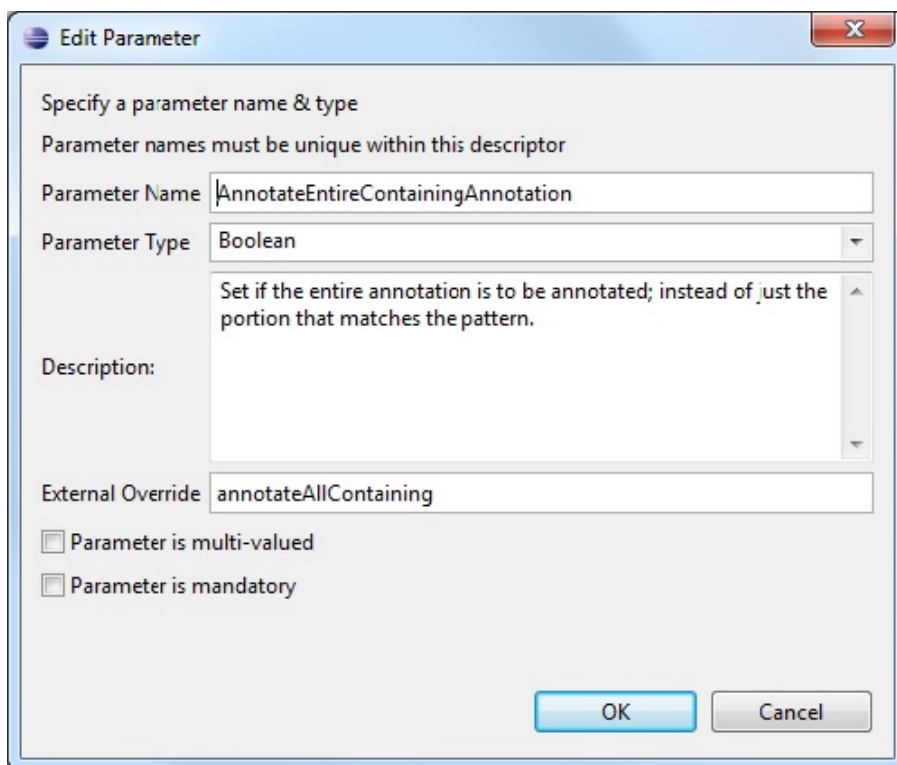 Edit Parameter
Specify a parameter name & type
Parameter names must be unique within this descriptor
Parameter Name AnnotateEntireContainingAnnotation
Parameter Type Boolean
Set if the entire annotation is to be annotated; instead of just the
portion that matches the pattern.
Description:
External Override annotateAllContaining
Parameter is multi-valued
Parameter is mandatory
OK Cancel